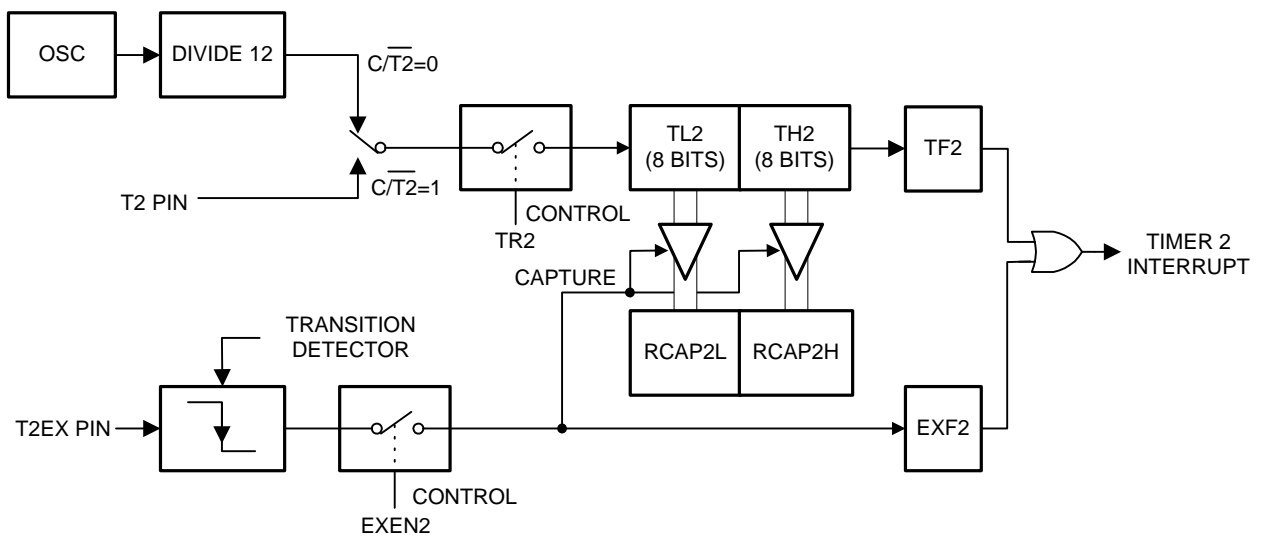 OSC
DIVIDE 12
C/T2=0
TL2
(8 BITS)
TH2
(8 BITS)
TF2
C/T2=1
T2 PIN
CONTROL
TR2
TIMER 2
INTERRUPT
CAPTURE
TRANSITION
DETECTOR
RCAP2L
RCAP2H
T2EX PIN
EXF2
CONTROL
EXEN2